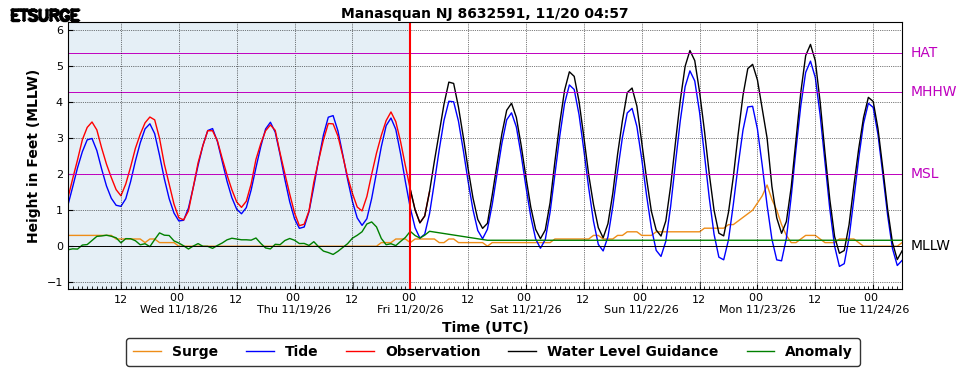 ETSURGE
Manasquan NJ 8632591, 11/20 04:57
Height in Feet (MLLW)
6
5
4
3
2
1
0
−1
HAT
MHHW
MSL
MLLW
12 00 12 00 12 00 12 00 12 00 12 00 12 00
Wed 11/18/26 Thu 11/19/26 Fri 11/20/26 Sat 11/21/26 Sun 11/22/26 Mon 11/23/26 Tue 11/24/26
Time (UTC)
Surge Tide Observation Water Level Guidance Anomaly